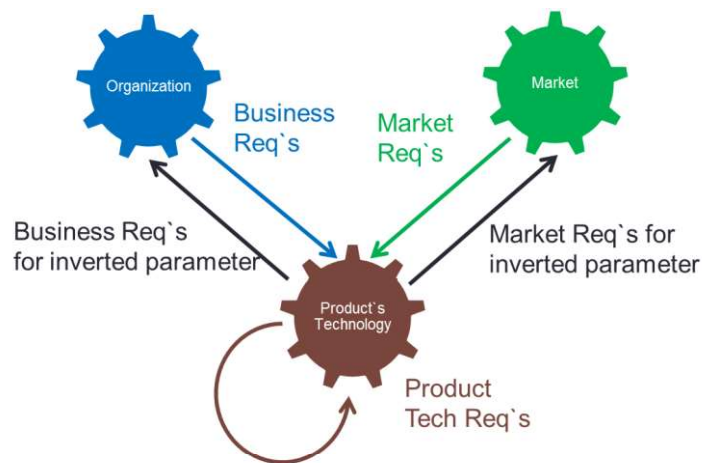 Organization
Market
Business
Req`s
Market
Req`s
Business Req`s
for inverted parameter
Market Req`s for
inverted parameter
Product`s
Technology
Product
Tech Req`s